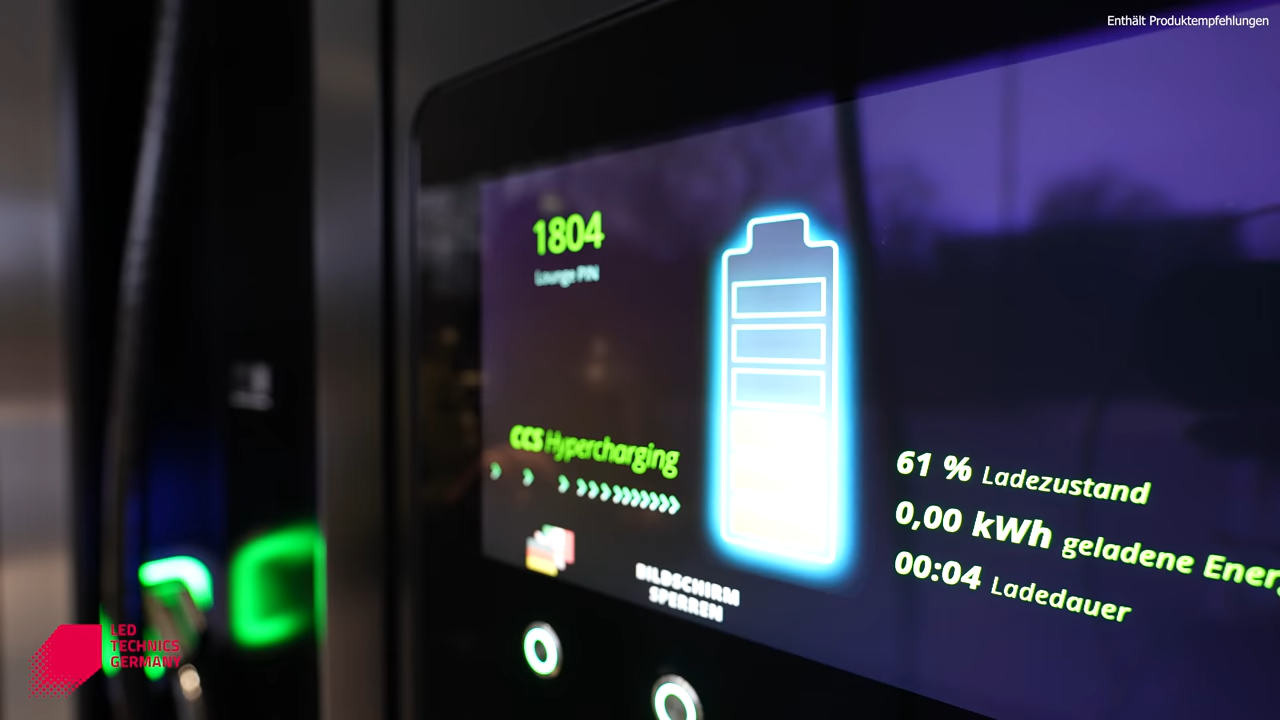 Enthält Produktempfehlungen
1804
Lounge PIN
CCS Hypercharging
61 % Ladezustand
0,00 kWh geladene Ener
00:04 Ladedauer
BILDSCHIRM
SPERREN
LED
TECHNICS
GERMANY